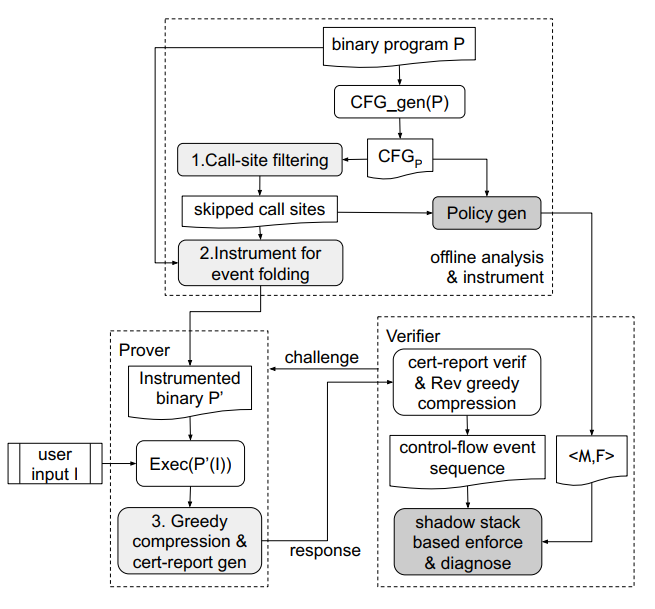 binary program P
CFG_gen(P)
1.Call-site filtering
CFGP
skipped call sites
Policy gen
2.Instrument for
event folding
offline analysis
& instrument
Prover
Instrumented
binary P'
user
input I
Exec(P'(I))
3. Greedy
compression &
cert-report gen
challenge
response
Verifier
cert-report verif
& Rev greedy
compression
control-flow event
sequence
<M,F>
shadow stack
based enforce
& diagnose